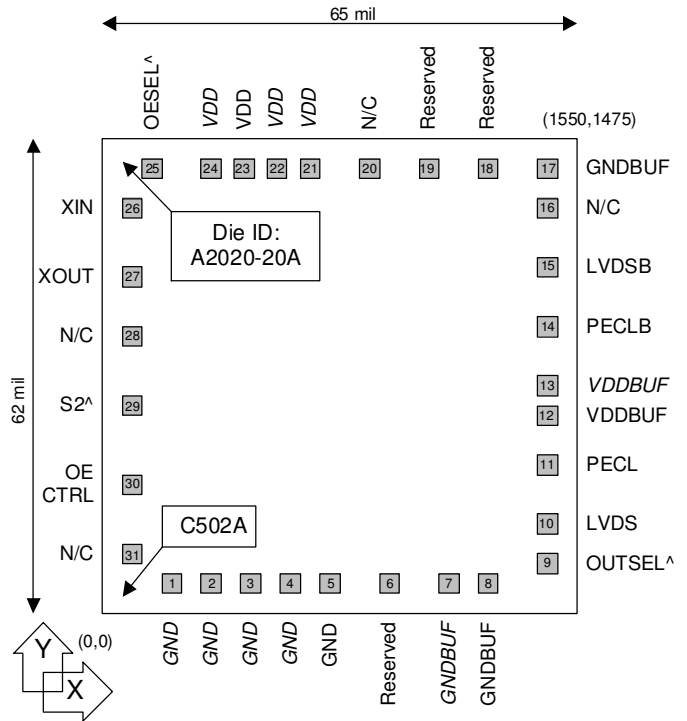 65 mil
OESEL^
VDD
VDD
VDD
VDD
N/C
Reserved
Reserved
(1550,1475)
25
24
23
22
21
20
19
18
17
GNDBUF
XIN
26
16
N/C
Die ID:
A2020-20A
XOUT
27
15
LVDSB
N/C
28
14
PECLB
62 mil
13
VDDBUF
S2^
29
12
VDDBUF
11
PECL
OE
CTRL
30
C502A
10
LVDS
N/C
31
9
OUTSEL^
1
2
3
4
5
6
7
8
GND
GND
GND
GND
GND
Reserved
GNDBUF
GNDBUF
Y
(0,0)
X